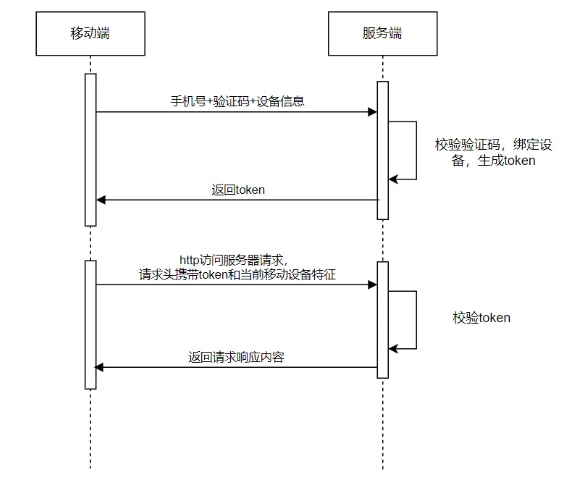 移动端
服务端
手机号+验证码+设备信息
校验验证码，绑定设
备，生成token
返回token
http访问服务器请求，
请求头携带token和当前移动设备特征
校验token
返回请求响应内容